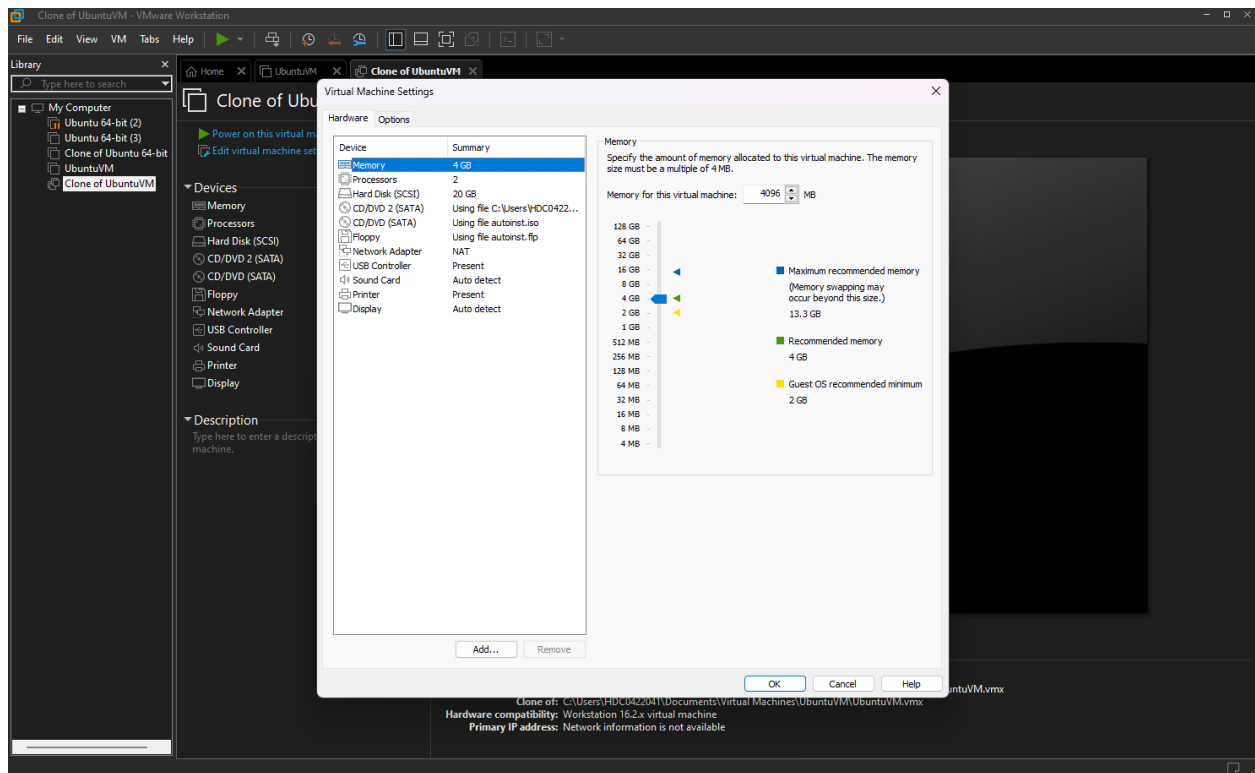 Clone of UbuntuVM - VMware Workstation
File Edit View VM Tabs Help
Library
Type here to search
My Computer
Ubuntu 64-bit (2)
Ubuntu 64-bit (3)
Clone of Ubuntu 64-bit
UbuntuVM
Clone of UbuntuVM
Home UbuntuVM Clone of UbuntuVM
Clone of Ubu
Power on this virtual m
Edit virtual machine set
Devices
Memory
Processors
Hard Disk (SCSI)
CD/DVD 2 (SATA)
CD/DVD (SATA)
Floppy
Network Adapter
USB Controller
Sound Card
Printer
Display
Description
Type here to enter a descript
machine.
Virtual Machine Settings
Hardware Options
Device Summary
Memory 4 GB
Processors 2
Hard Disk (SCSI) 20 GB
CD/DVD 2 (SATA) Using file C:\Users\HDC0422...
CD/DVD (SATA) Using file autoinst.iso
Floppy Using file autoinst.flp
Network Adapter NAT
USB Controller Present
Sound Card Auto detect
Printer Present
Display Auto detect
Add... Remove
Memory
Specify the amount of memory allocated to this virtual machine. The memory
size must be a multiple of 4 MB.
Memory for this virtual machine: 4096 MB
128 GB
64 GB
32 GB
16 GB
8 GB
4 GB
2 GB
1 GB
512 MB
256 MB
128 MB
64 MB
32 MB
16 MB
8 MB
4 MB
Maximum recommended memory
(Memory swapping may
occur beyond this size.)
13.3 GB
Recommended memory
4 GB
Guest OS recommended minimum
2 GB
OK Cancel Help
untuVM.vmx
Clone of: C:\Users\HDC0422041\Documents\Virtual Machines\UbuntuVM\UbuntuVM.vmx
Hardware compatibility: Workstation 16.2.x virtual machine
Primary IP address: Network information is not available